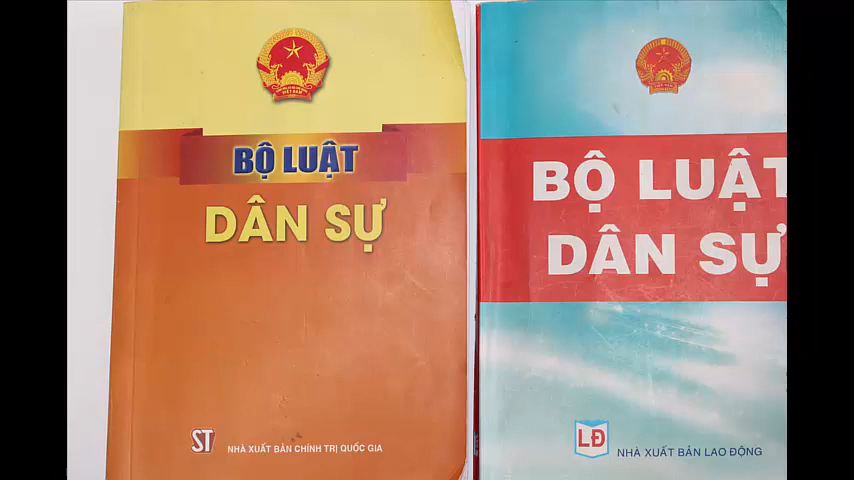 BỘ LUẬT
DÂN SỰ
ST
NHÀ XUẤT BẢN CHÍNH TRỊ QUỐC GIA
BỘ LUẬT
DÂN SỰ
LĐ
NHÀ XUẤT BẢN LAO ĐỘNG